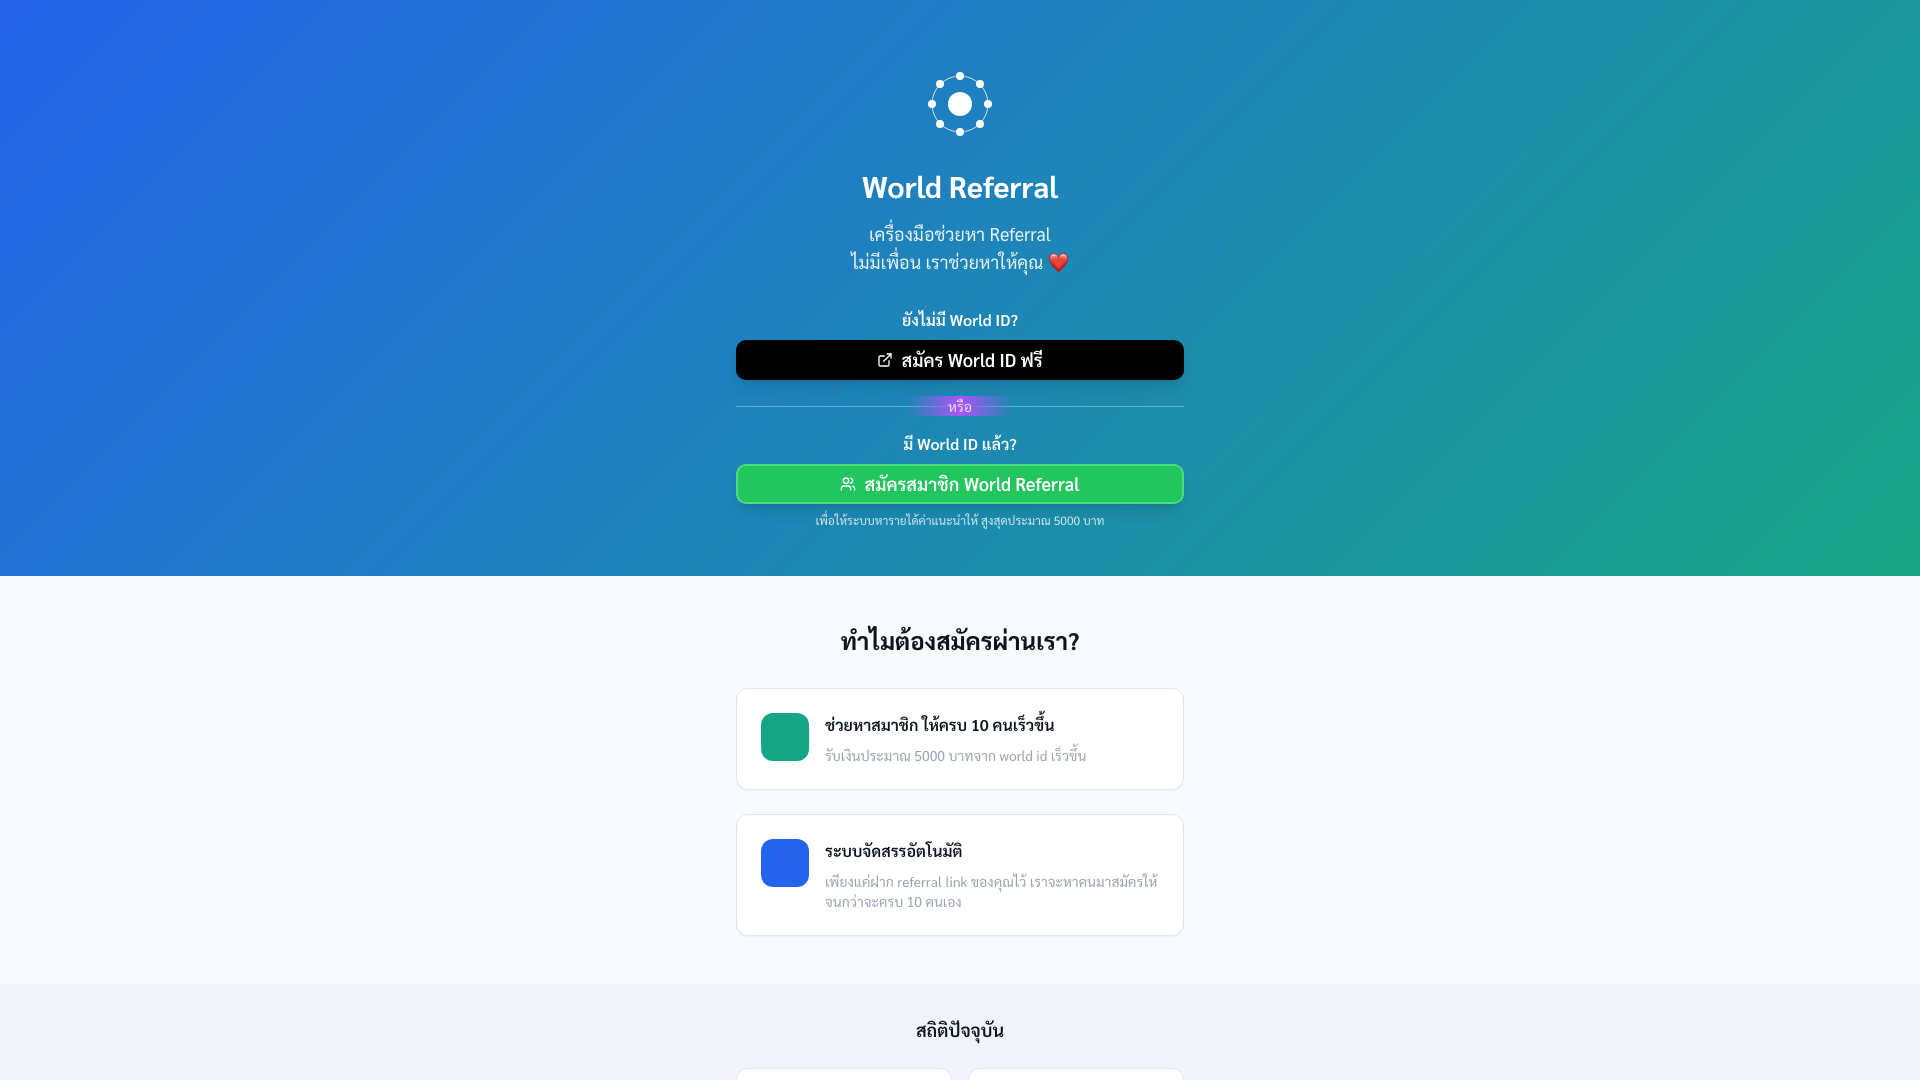 World Referral
เครื่องมือช่วยหา Referral
ไม่มีเพื่อน เราช่วยหาให้คุณ ❤️
ยังไม่มี World ID?
สมัคร World ID ฟรี
หรือ
มี World ID แล้ว?
สมัครสมาชิก World Referral
เพื่อให้ระบบหารายได้ค่าแนะนำให้ สูงสุดประมาณ 5000 บาท
ทำไมต้องสมัครผ่านเรา?
ช่วยหาสมาชิก ให้ครบ 10 คนเร็วขึ้น
รับเงินประมาณ 5000 บาทจาก world id เร็วขึ้น
ระบบจัดสรรอัตโนมัติ
เพียงแค่ฝาก referral link ของคุณไว้ เราจะหาคนมาสมัครให้
จนกว่าจะครบ 10 คนเอง
สถิติปัจจุบัน